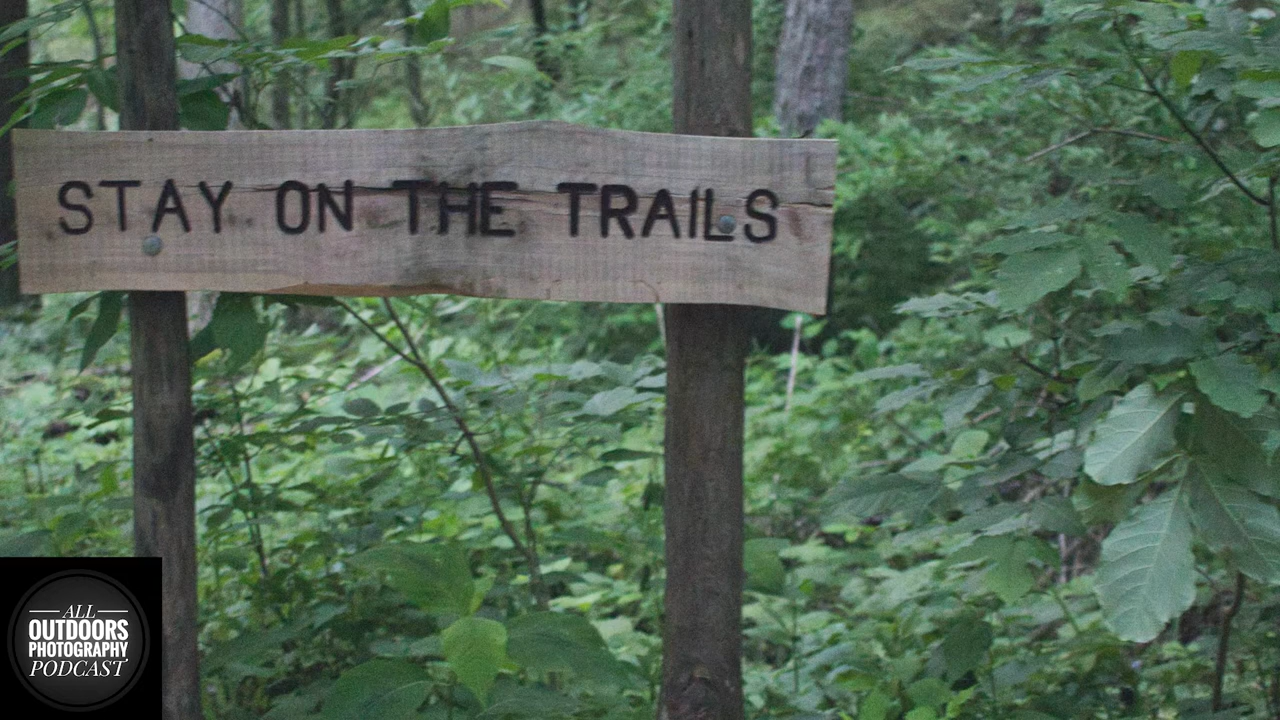 STAY ON THE TRAILS
ALL
OUTDOORS
PHOTOGRAPHY
PODCAST